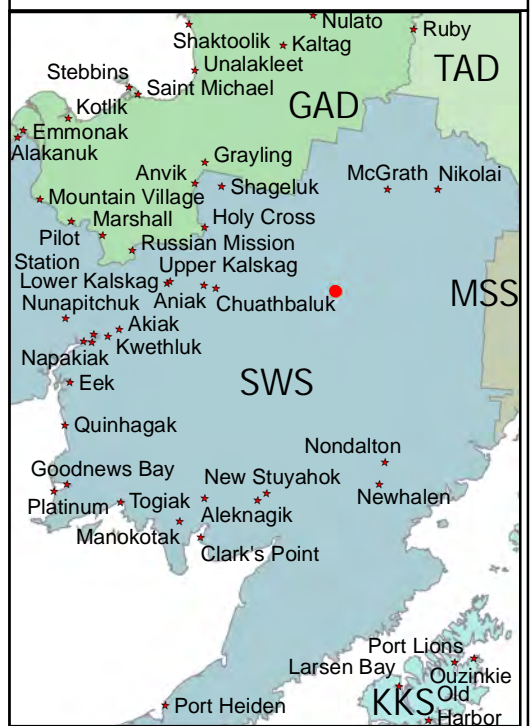 Nulato
Ruby
Shaktoolik
Kaltag
TAD
Unalakleet
Stebbins
Saint Michael
GAD
Kotlik
Emmonak
Alakanuk
Grayling
Anvik
Shageluk
McGrath
Nikolai
Mountain Village
Marshall
Holy Cross
Pilot
Station
Russian Mission
Upper Kalskag
Lower Kalskag
MSS
Nunapitchuk
Aniak
Chuathbaluk
Akiak
Napakiak
Kwethluk
Eek
SWS
Quinhagak
Nondalton
Goodnews Bay
New Stuyahok
Newhalen
Platinum
Togiak
Aleknagik
Manokotak
Clark's Point
Port Lions
Larsen Bay
Ouzinkie
KKS
Old
Harbor
Port Heiden